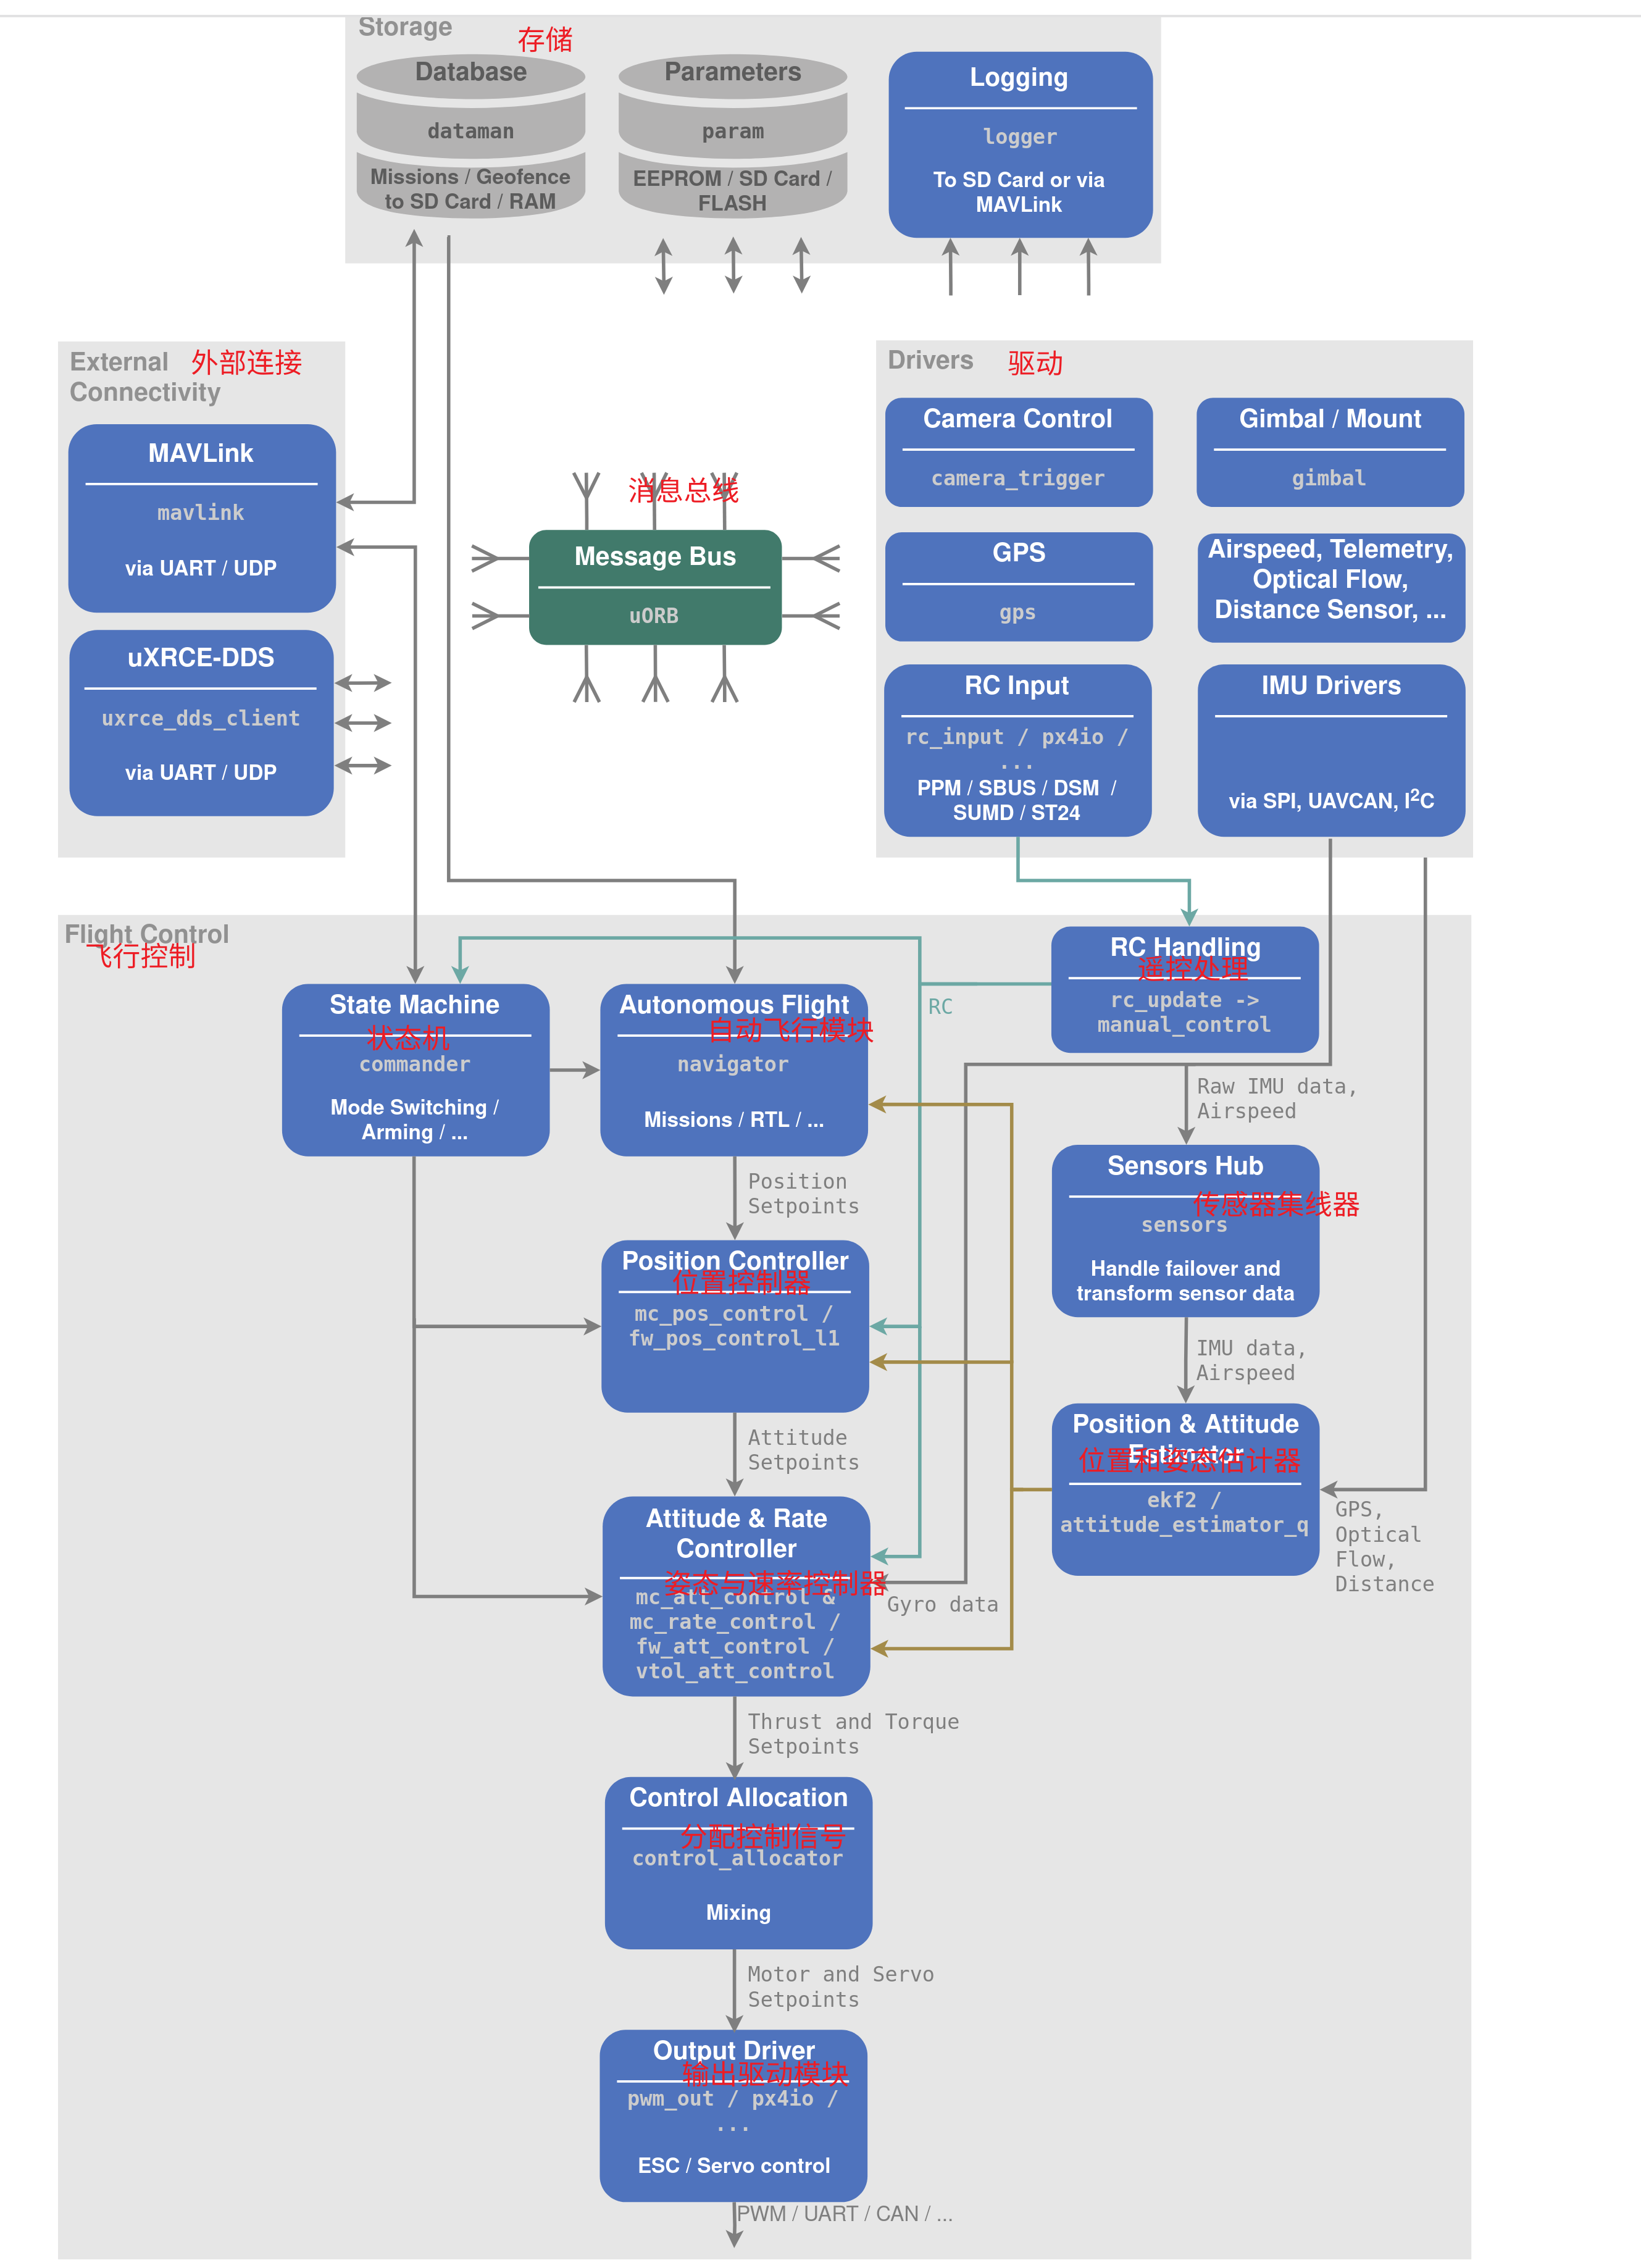 Storage
存储
Database
dataman
Missions / Geofence
to SD Card / RAM
Parameters
param
EEPROM / SD Card /
FLASH
Logging
logger
To SD Card or via
MAVLink
External
Connectivity
外部连接
MAVLink
mavlink
via UART / UDP
uXRCE-DDS
uxrce_dds_client
via UART / UDP
消息总线
Message Bus
uORB
Drivers
驱动
Camera Control
camera_trigger
Gimbal / Mount
gimbal
GPS
gps
Airspeed, Telemetry,
Optical Flow,
Distance Sensor, ...
RC Input
rc_input / px4io /
...
PPM / SBUS / DSM /
SUMD / ST24
IMU Drivers
via SPI, UAVCAN, I²C
Flight Control
飞行控制
RC Handling
遥控处理
rc_update ->
manual_control
RC
State Machine
状态机
commander
Mode Switching /
Arming / ...
Autonomous Flight
自动飞行模块
navigator
Missions / RTL / ...
Raw IMU data,
Airspeed
Sensors Hub
传感器集线器
sensors
Handle failover and
transform sensor data
Position
Setpoints
Position Controller
位置控制器
mc_pos_control /
fw_pos_control_l1
IMU data,
Airspeed
Position & Attitude
Estimator
位置和姿态估计器
ekf2 /
attitude_estimator_q
GPS,
Optical
Flow,
Distance
Attitude
Setpoints
Attitude & Rate
Controller
姿态与速率控制器
mc_att_control &
mc_rate_control /
fw_att_control /
vtol_att_control
Gyro data
Thrust and Torque
Setpoints
Control Allocation
分配控制信号
control_allocator
Mixing
Motor and Servo
Setpoints
Output Driver
输出驱动模块
pwm_out / px4io /
...
ESC / Servo control
PWM / UART / CAN / ...